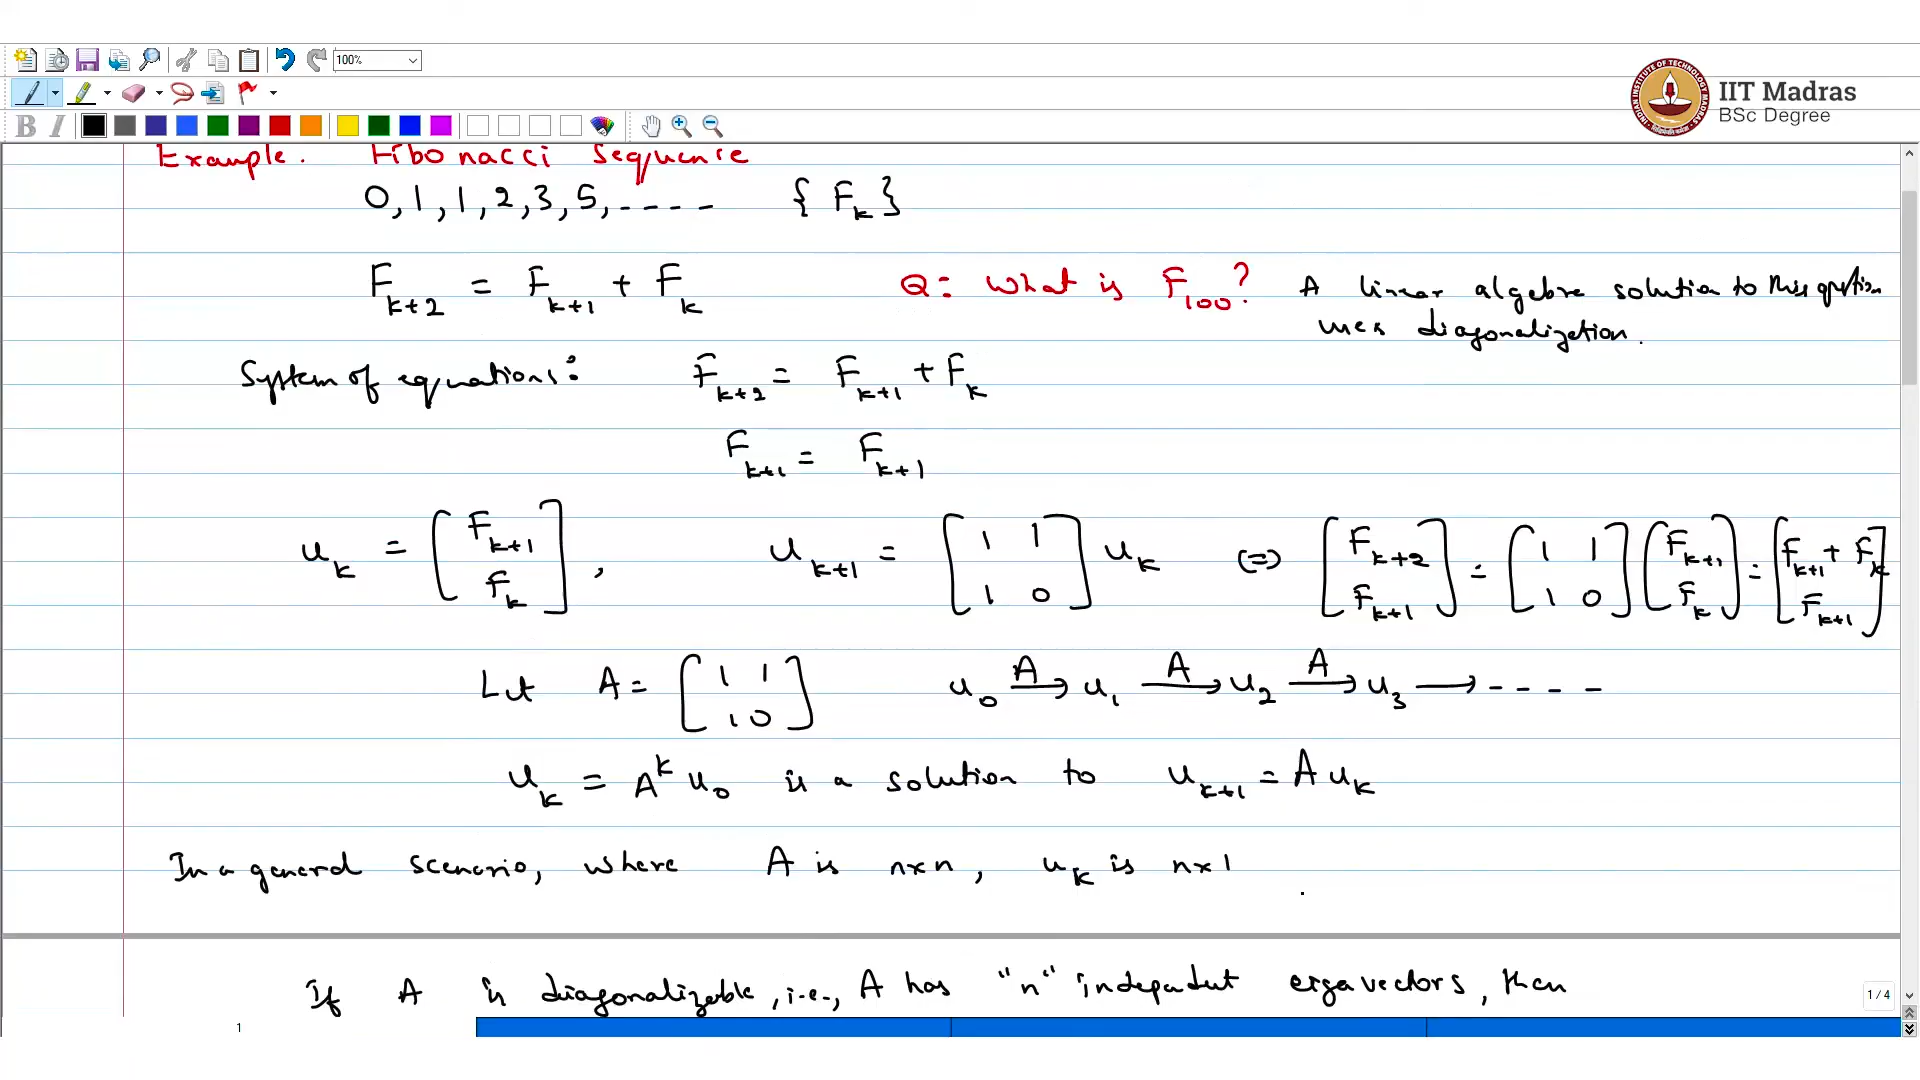 100%
IIT Madras
BSc Degree
B I
Example. Fibonacci Sequence
0, 1, 1, 2, 3, 5, - - - - { F_k }
F_{k+2} = F_{k+1} + F_k Q: What is F_{100}? A linear algebra solution to this question
uses diagonalization.
System of equations: F_{k+2} = F_{k+1} + F_k
F_{k+1} = F_{k+1}
u_k = [F_{k+1} F_k], u_{k+1} = [1 1 1 0] u_k <=> [F_{k+2} F_{k+1}] = [1 1 1 0] [F_{k+1} F_k] = [F_{k+1} + F_k F_{k+1}]
Let A = [1 1 1 0] u_0 →^A u_1 →^A u_2 →^A u_3 → - - - -
u_k = A^k u_0 is a solution to u_{k+1} = A u_k
In a general scenario, where A is n×n, u_k is n×1
If A is diagonalizable, i.e., A has "n" independent eigenvectors, then
1/4
1